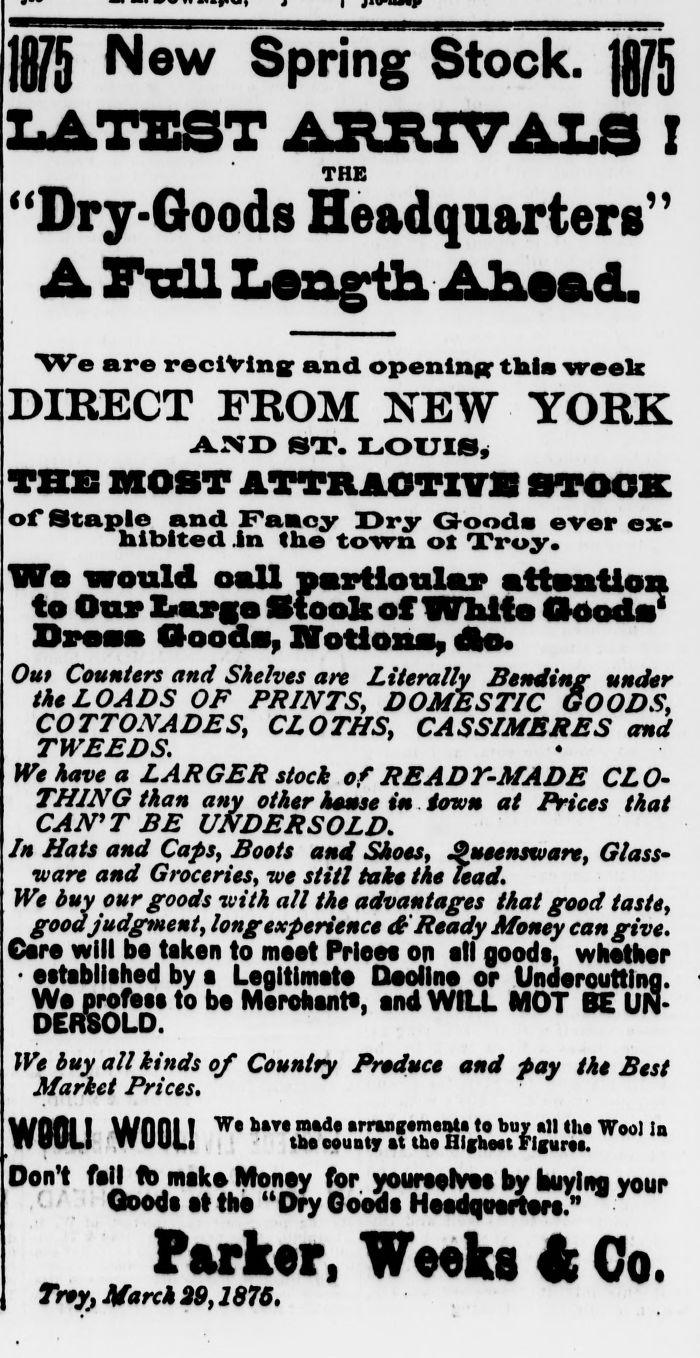 1875 New Spring Stock. 1875
LATEST ARRIVALS !
THE
"Dry-Goods Headquarters"
A Full Length Ahead.
We are reciving and opening this week
DIRECT FROM NEW YORK
AND ST. LOUIS,
THE MOST ATTRACTIVE STOCK
of Staple and Fancy Dry Goods ever ex-
hibited in the town of Troy.
We would call particular attention
to Our Large Stock of White Goods'
Dress Goods, Notions, &c.
Our Counters and Shelves are Literally Bending under
the LOADS OF PRINTS, DOMESTIC GOODS,
COTTONADES, CLOTHS, CASSIMERES and
TWEEDS.
We have a LARGER stock of READY-MADE CLO-
THING than any other house in town at Prices that
CAN'T BE UNDERSOLD.
In Hats and Caps, Boots and Shoes, Queensware, Glass-
ware and Groceries, we stitl take the lead.
We buy our goods with all the advantages that good taste,
good judgment, long experience & Ready Money can give.
Care will be taken to meet Prices on all goods, whether
established by a Legitimate Decline or Undercutting.
We profess to be Merchants, and WILL MOT BE UN-
DERSOLD.
We buy all kinds of Country Produce and pay the Best
Market Prices.
WOOL! WOOL! We have made arrangements to buy all the Wool in
the county at the Highest Figures.
Don't fail to make Money for yourselves by buying your
Goods at the "Dry Goods Headquarters."
Parker, Weeks & Co.
Troy, March 29, 1875.